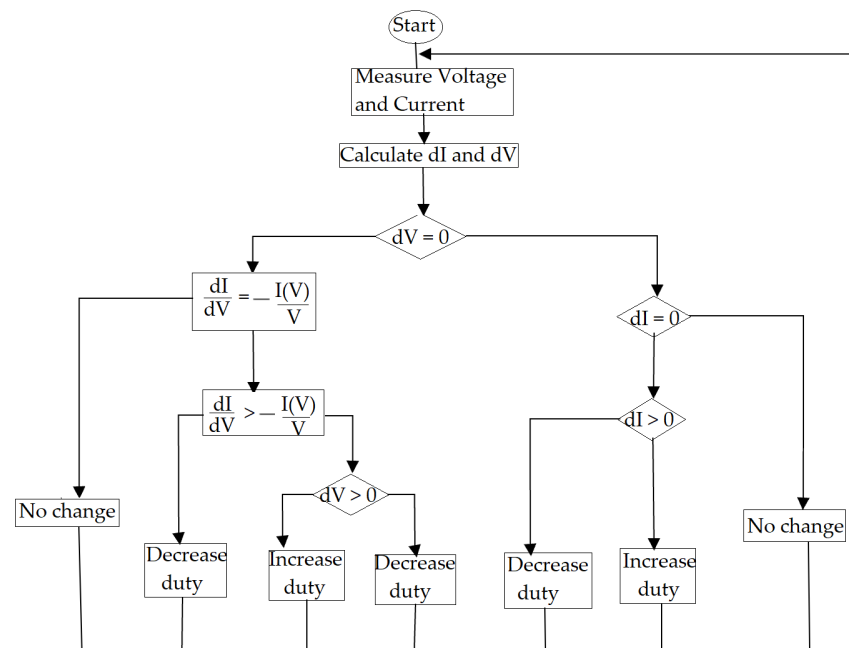 Start
Measure Voltage
and Current
Calculate dI and dV
dV = 0
dI/dV = — I(V)/V
dI = 0
dI/dV > — I(V)/V
dI > 0
dV > 0
No change
No change
Decrease
duty
Increase
duty
Decrease
duty
Decrease
duty
Increase
duty